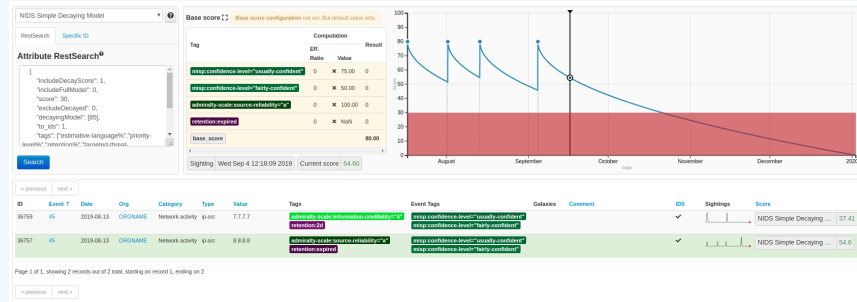 NIDS Simple Decaying Model
RestSearch Specific ID
Attribute RestSearch
{
"includeDecayScore": 1,
"includeFullModel": 0,
"score": 30,
"excludeDecayed": 0,
"decayingModel": [85],
"to_ids": 1,
"tags": ["estimative-language%","priority-
level%","retention%","targeted-threat-
Search
Base score Base score configuration not set. But default value sets.
Computation
Tag Eff. Ratio Value Result
misp:confidence-level="usually-confident" 0 × 75.00 0
misp:confidence-level="fairly-confident" 0 × 50.00 0
admiralty-scale:source-reliability="a" 0 × 100.00 0
retention:expired 0 × NaN 0
base_score 80.00
Sighting Wed Sep 4 12:18:09 2019 Current score 54.60
100
90
80
70
60
50
40
30
20
10
0
Score
August September October November December 2020
Date
« previous next »
ID Event ↑ Date Org Category Type Value Tags Event Tags Galaxies Comment IDS Sightings Score
36759 45 2019-08-13 ORGNAME Network activity ip-src 7.7.7.7 admiralty-scale:information-credibility="4" misp:confidence-level="usually-confident" NIDS Simple Decaying ... 37.41
retention:2d misp:confidence-level="fairly-confident"
36757 45 2019-08-13 ORGNAME Network activity ip-src 8.8.8.8 admiralty-scale:source-reliability="a" misp:confidence-level="usually-confident" NIDS Simple Decaying ... 54.6
retention:expired misp:confidence-level="fairly-confident"
Page 1 of 1, showing 2 records out of 2 total, starting on record 1, ending on 2
« previous next »